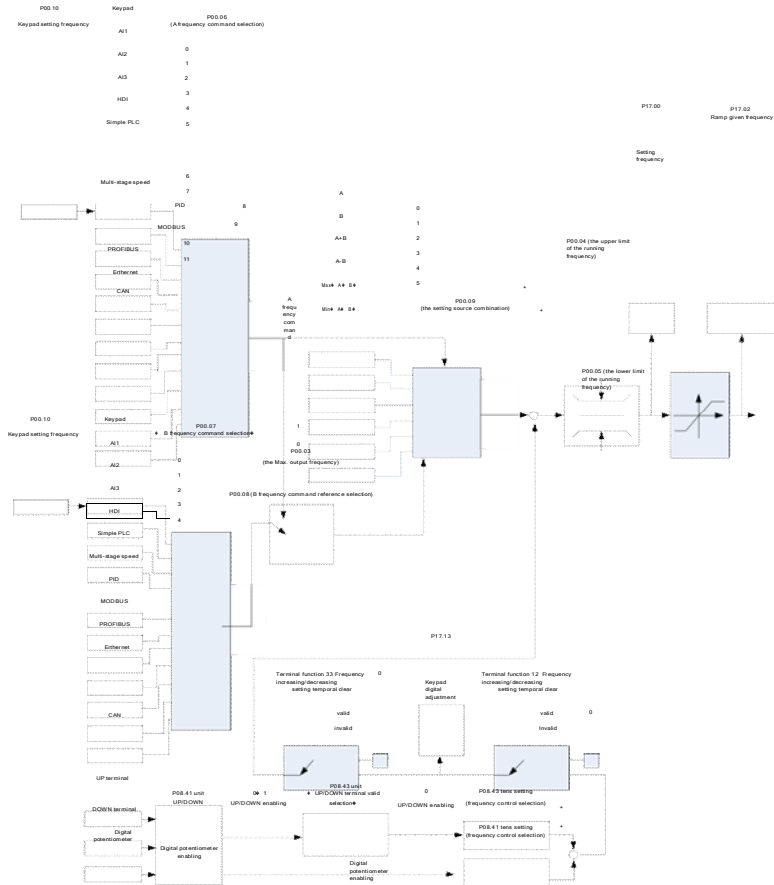 P00.10
Keypad
P00.06
Keypad setting frequency
(A frequency command selection)
AI1
AI2
0
1
AI3
2
3
HDI
4
Simple PLC
5
P17.00
P17.02
Ramp given frequency
Setting
frequency
6
Multi-stage speed
7
PID
8
MODBUS
9
10
PROFIBUS
11
Erthernet
CAN
A
0
B
1
A+B
2
3
A-B
4
5
Max A B
Min A B
P00.04 (the upper limit
of the running
frequency)
A
frequ
ency
com
man
d
P00.09
(the setting source combination)
P00.05 (the lower limit
of the running
frequency)
P00.10
Keypad setting frequency
Keypad
P00.07
B frequency command selection
AI1
AI2
0
1
AI3
2
3
HDI
4
1
0
P00.03
(the Max. output frequency)
P00.08 (B frequency command reference selection)
Simple PLC
Multi-stage speed
PID
MODBUS
PROFIBUS
Erthernet
CAN
P17.13
Terminal function 33 Frequency
increasing/decreasing
setting temporal clear
0
Keypad
digital
adjustment
Terminal function 12 Frequency
increasing/decreasing
setting temporal clear
valid
invalid
valid
0
Invalid
UP terminal
P08.41 unit
UP/DOWN
0 1
UP/DOWN enabling
P08.43 unit
UP/DOWN terminal valid
selection
0
UP/DOWN enabling
P08.43 tens setting
(frequency control selection)
DOWN terminal
Digital
potentiometer
Digital potentiometer
enabling
P08.41 tens setting
(frequency control selection)
Digital
potentiometer
enabling